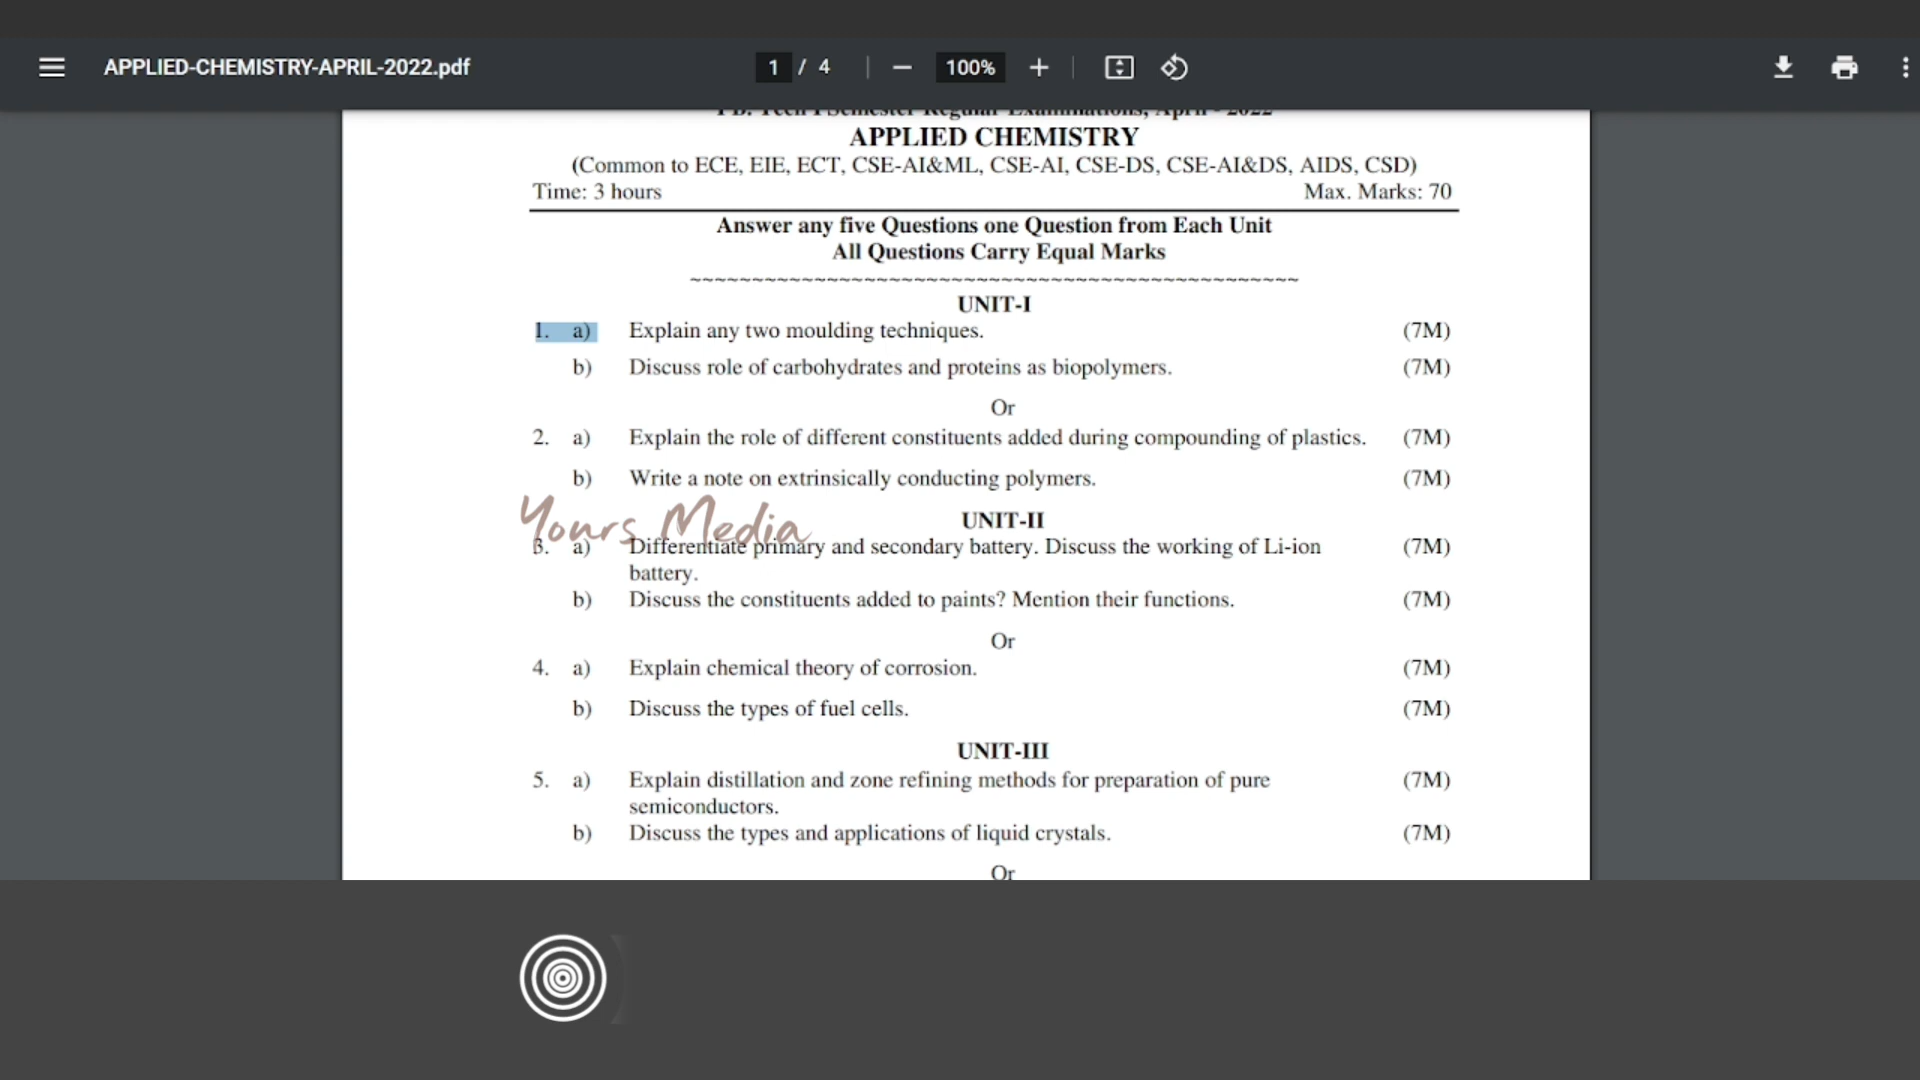 APPLIED-CHEMISTRY-APRIL-2022.pdf 1 / 4 100%
I B. Tech I Semester Regular Examinations, April - 2022
APPLIED CHEMISTRY
(Common to ECE, EIE, ECT, CSE-AI&ML, CSE-AI, CSE-DS, CSE-AI&DS, AIDS, CSD)
Time: 3 hours Max. Marks: 70
Answer any five Questions one Question from Each Unit
All Questions Carry Equal Marks
~~~~~~~~~~~~~~~~~~~~~~~~~~~~~~~~~~~~~~~~~~~~~~~~~
UNIT-I
1. a) Explain any two moulding techniques. (7M)
b) Discuss role of carbohydrates and proteins as biopolymers. (7M)
Or
2. a) Explain the role of different constituents added during compounding of plastics. (7M)
b) Write a note on extrinsically conducting polymers. (7M)
Yours Media
UNIT-II
3. a) Differentiate primary and secondary battery. Discuss the working of Li-ion (7M)
battery.
b) Discuss the constituents added to paints? Mention their functions. (7M)
Or
4. a) Explain chemical theory of corrosion. (7M)
b) Discuss the types of fuel cells. (7M)
UNIT-III
5. a) Explain distillation and zone refining methods for preparation of pure (7M)
semiconductors.
b) Discuss the types and applications of liquid crystals. (7M)
Or